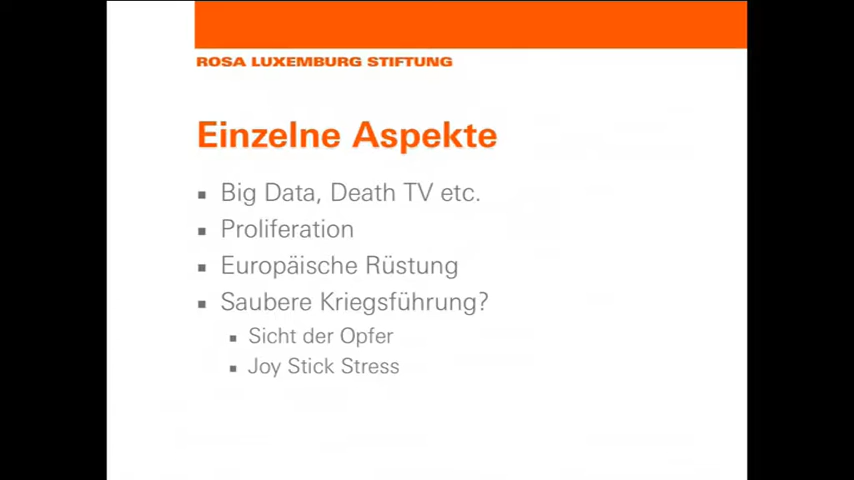 ROSA LUXEMBURG STIFTUNG
Einzelne Aspekte
Big Data, Death TV etc.
Proliferation
Europäische Rüstung
Saubere Kriegsführung?
Sicht der Opfer
Joy Stick Stress